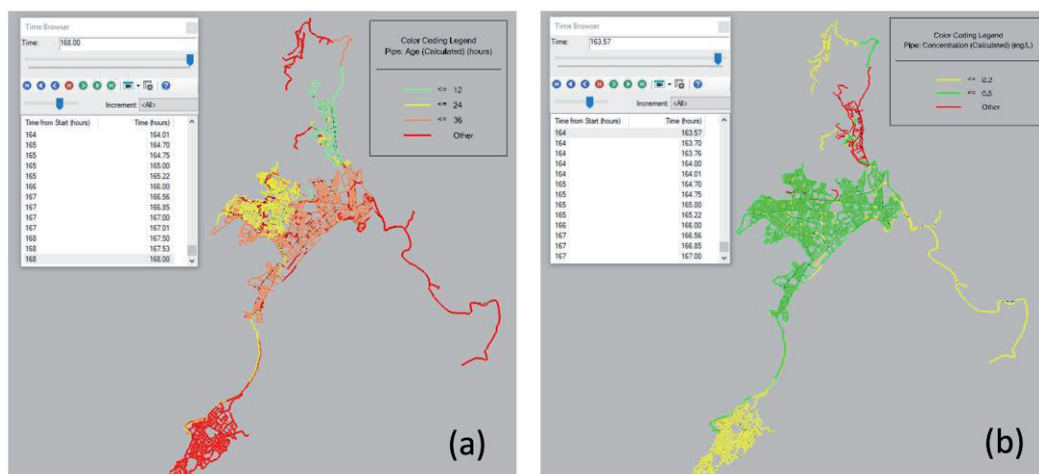 Time Browser
Time: 168.00
Increment: <All>
Time from Start (hours) Time (hours)
164 164.01
165 164.70
165 164.75
165 165.00
165 165.22
166 166.00
167 166.56
167 166.85
167 167.00
167 167.01
168 167.50
168 167.53
168 168.00
Color Coding Legend
Pipe: Age (Calculated) (hours)
<= 12
<= 24
<= 36
Other
(a)
Time Browser
Time: 163.57
Increment: <All>
Time from Start (hours) Time (hours)
164 163.57
164 163.70
164 163.76
164 164.00
164 164.01
165 164.70
165 164.75
165 165.00
165 165.22
166 166.00
167 166.56
167 166.85
167 167.00
Color Coding Legend
Pipe: Concentration (Calculated) (mg/L)
<= 0.2
<= 0.5
Other
(b)